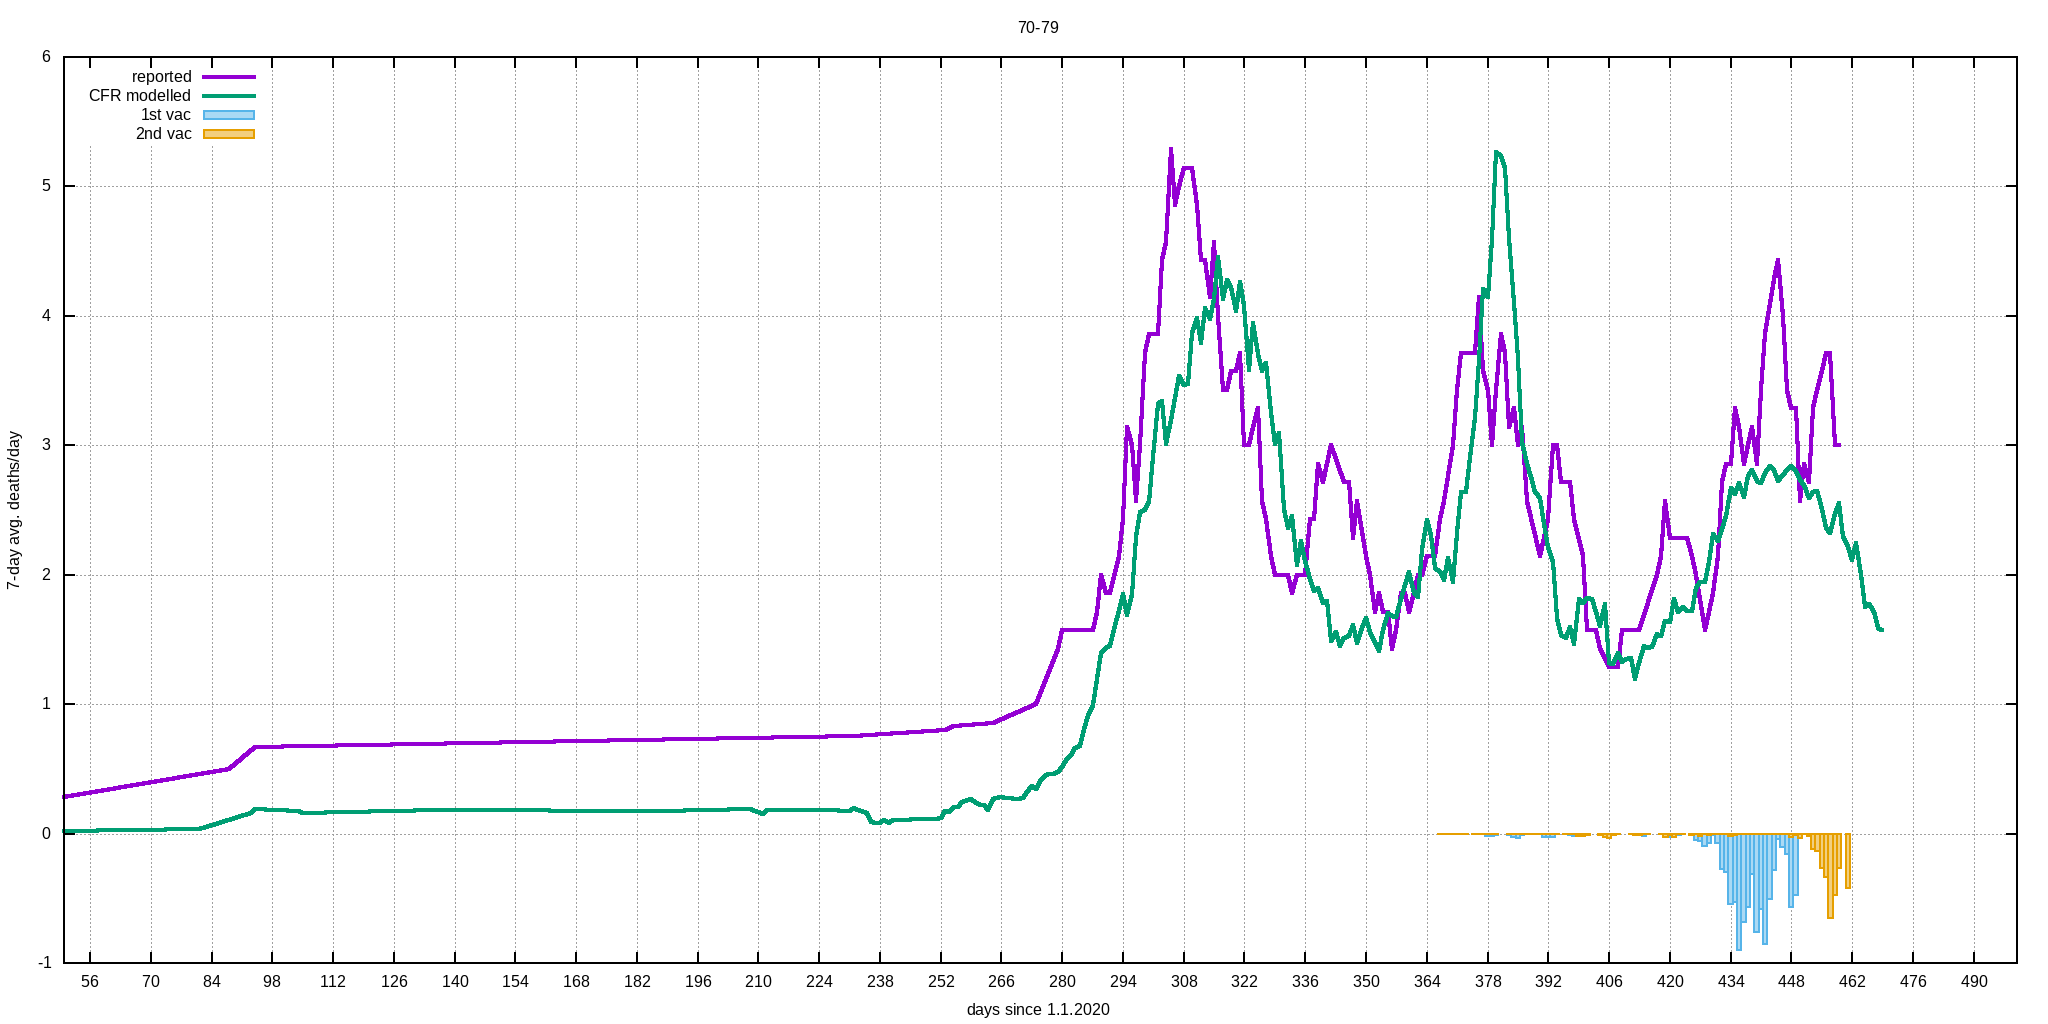 70-79
6
reported
CFR modelled
1st vac
2nd vac
5
4
3
7-day avg. deaths/day
2
1
0
-1
56 70 84 98 112 126 140 154 168 182 196 210 224 238 252 266 280 294 308 322 336 350 364 378 392 406 420 434 448 462 476 490
days since 1.1.2020